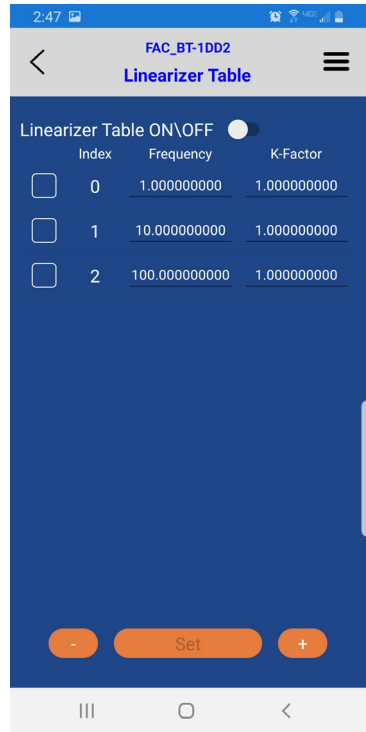 2:47
FAC_BT-1DD2
Linearizer Table
Linearizer Table ON\OFF
Index Frequency K-Factor
0 1.000000000 1.000000000
1 10.000000000 1.000000000
2 100.000000000 1.000000000
- Set +